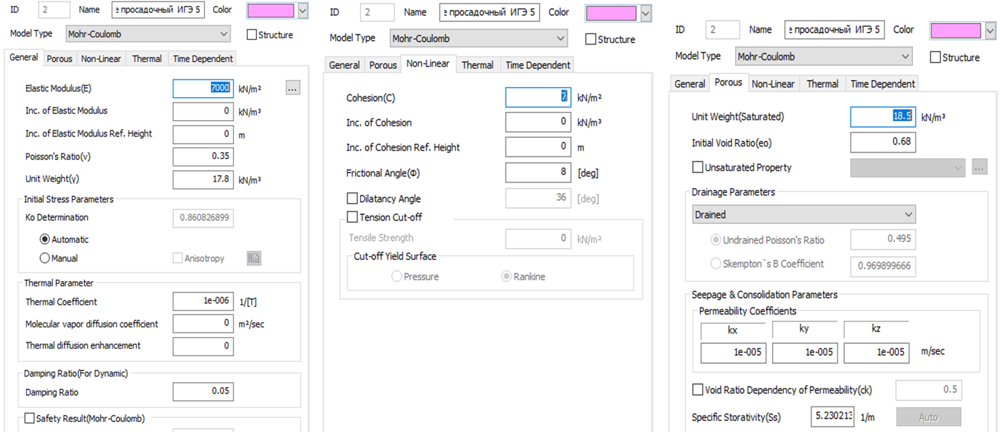 ID 2 Name е просадочный ИГЭ 5 Color
Model Type Mohr-Coulomb Structure
General Porous Non-Linear Thermal Time Dependent
Elastic Modulus(E) 7000 kN/m² ...
Inc. of Elastic Modulus 0 kN/m³
Inc. of Elastic Modulus Ref. Height 0 m
Poisson's Ratio(ν) 0.35
Unit Weight(γ) 17.8 kN/m³
Initial Stress Parameters
Ko Determination 0.860826899
Automatic
Manual Anisotropy
Thermal Parameter
Thermal Coefficient 1e-006 1/[T]
Molecular vapor diffusion coefficient 0 m²/sec
Thermal diffusion enhancement 0
Damping Ratio(For Dynamic)
Damping Ratio 0.05
Safety Result(Mohr-Coulomb)
ID 2 Name е просадочный ИГЭ 5 Color
Model Type Mohr-Coulomb Structure
General Porous Non-Linear Thermal Time Dependent
Cohesion(C) 7 kN/m²
Inc. of Cohesion 0 kN/m³
Inc. of Cohesion Ref. Height 0 m
Frictional Angle(Φ) 8 [deg]
Dilatancy Angle 36 [deg]
Tension Cut-off
Tensile Strength 0 kN/m²
Cut-off Yield Surface
Pressure Rankine
ID 2 Name е просадочный ИГЭ 5 Color
Model Type Mohr-Coulomb Structure
General Porous Non-Linear Thermal Time Dependent
Unit Weight(Saturated) 18.5 kN/m³
Initial Void Ratio(eo) 0.68
Unsaturated Property ...
Drainage Parameters
Drained
Undrained Poisson's Ratio 0.495
Skempton`s B Coefficient 0.969899666
Seepage & Consolidation Parameters
Permeability Coefficients
kx ky kz
1e-005 1e-005 1e-005 m/sec
Void Ratio Dependency of Permeability(ck) 0.5
Specific Storativity(Ss) 5.230213 1/m Auto